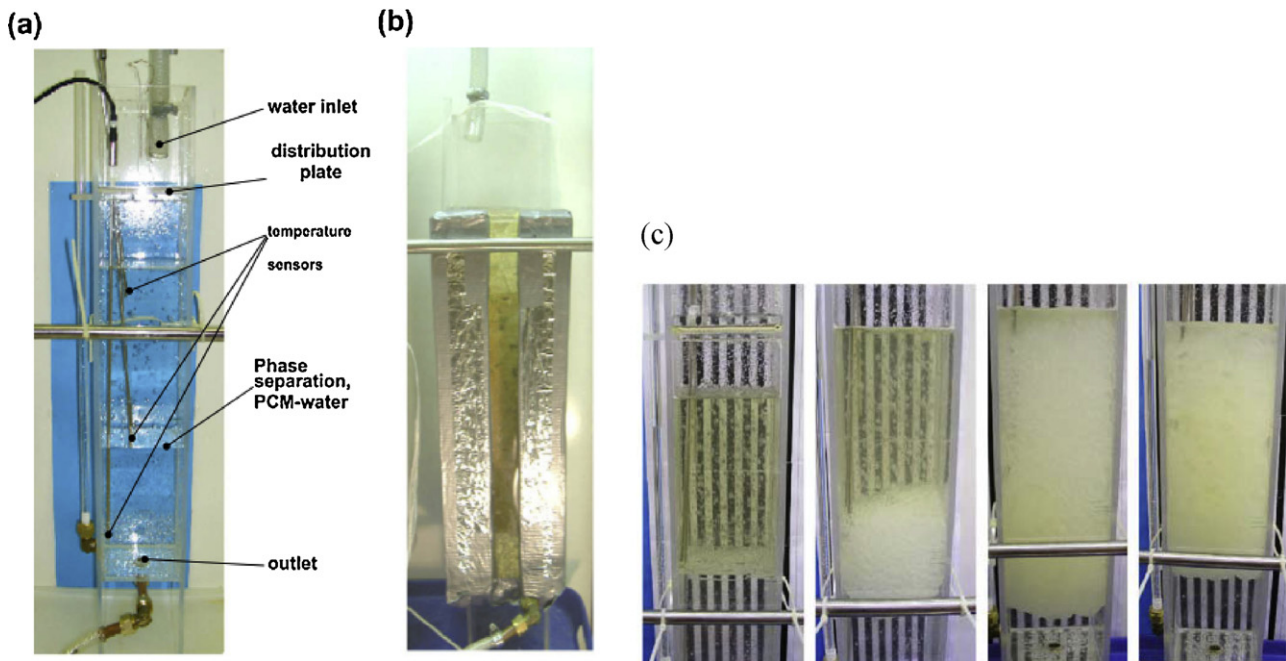 (a)
water inlet
distribution
plate
temperature
sensors
Phase
separation,
PCM-water
outlet
(b)
(c)